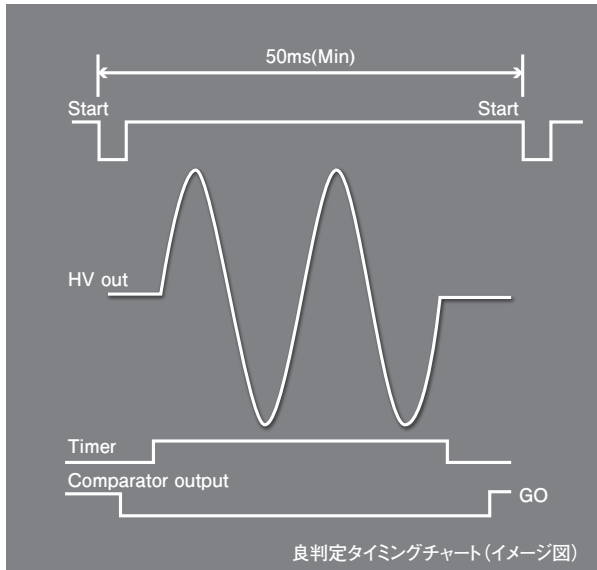 50ms(Min)
Start Start
HV out
Timer
Comparator output
GO
良判定タイミングチャート(イメージ図)